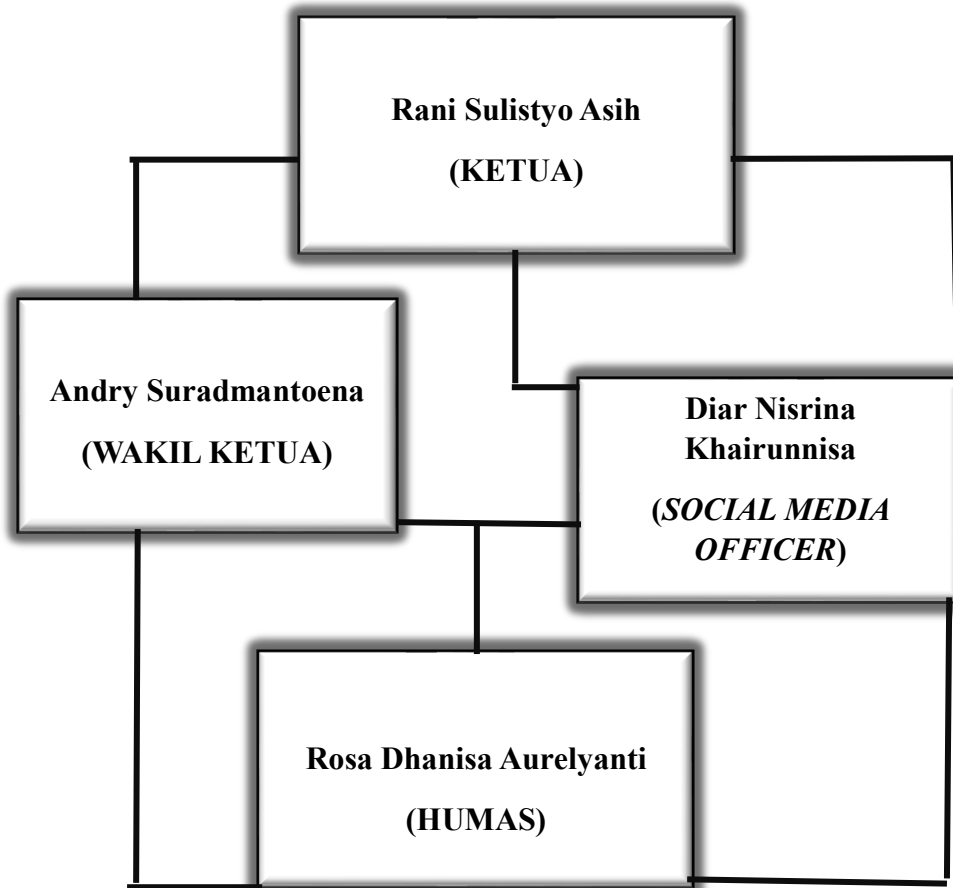 Rani Sulistyo Asih
(KETUA)
Andry Suradmantoena
(WAKIL KETUA)
Diar Nisrina
Khairunnisa
(SOCIAL MEDIA
OFFICER)
Rosa Dhanisa Aurelyanti
(HUMAS)